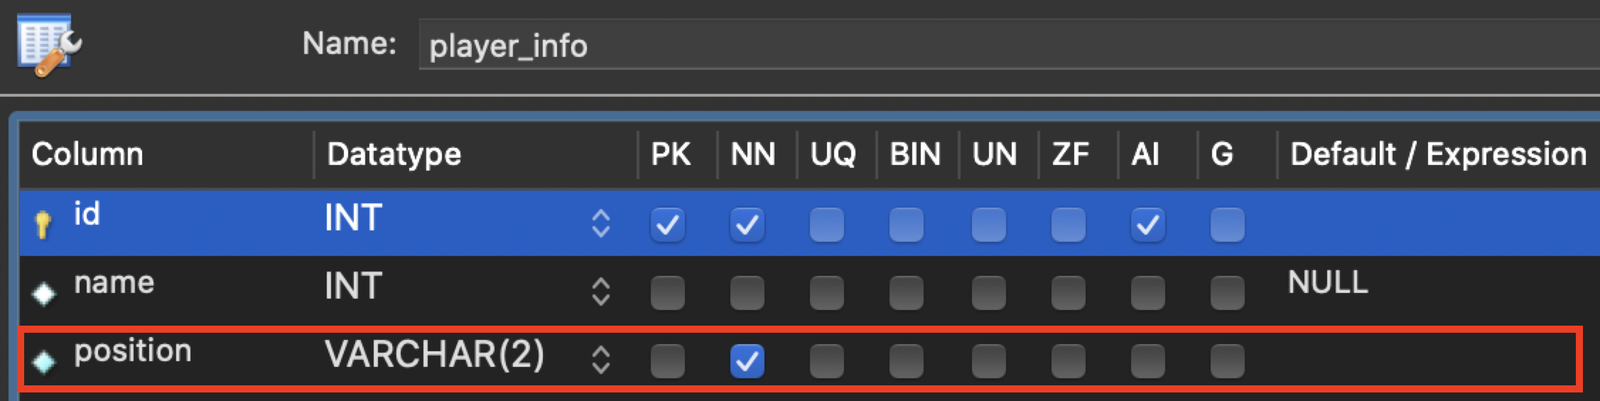 Name: player_info
Column Datatype PK NN UQ BIN UN ZF AI G Default / Expression
id INT
name INT NULL
position VARCHAR(2)